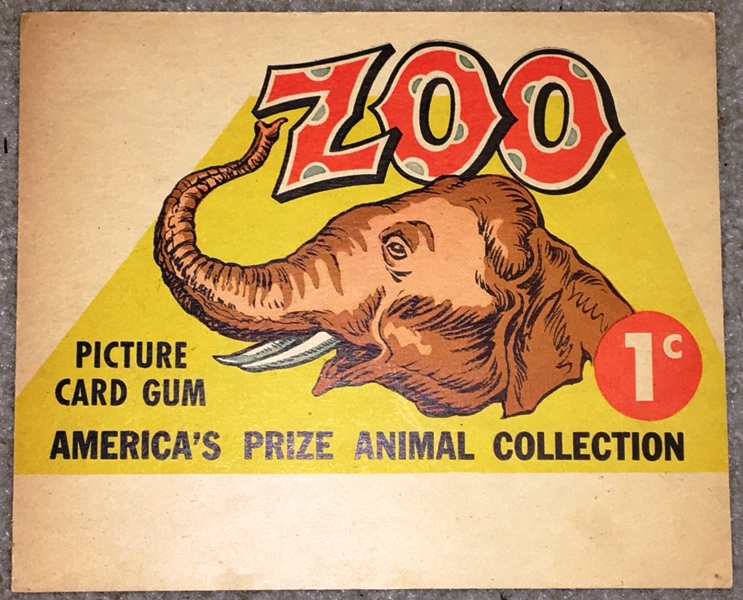 ZOO
PICTURE
CARD GUM
1c
AMERICA'S PRIZE ANIMAL COLLECTION